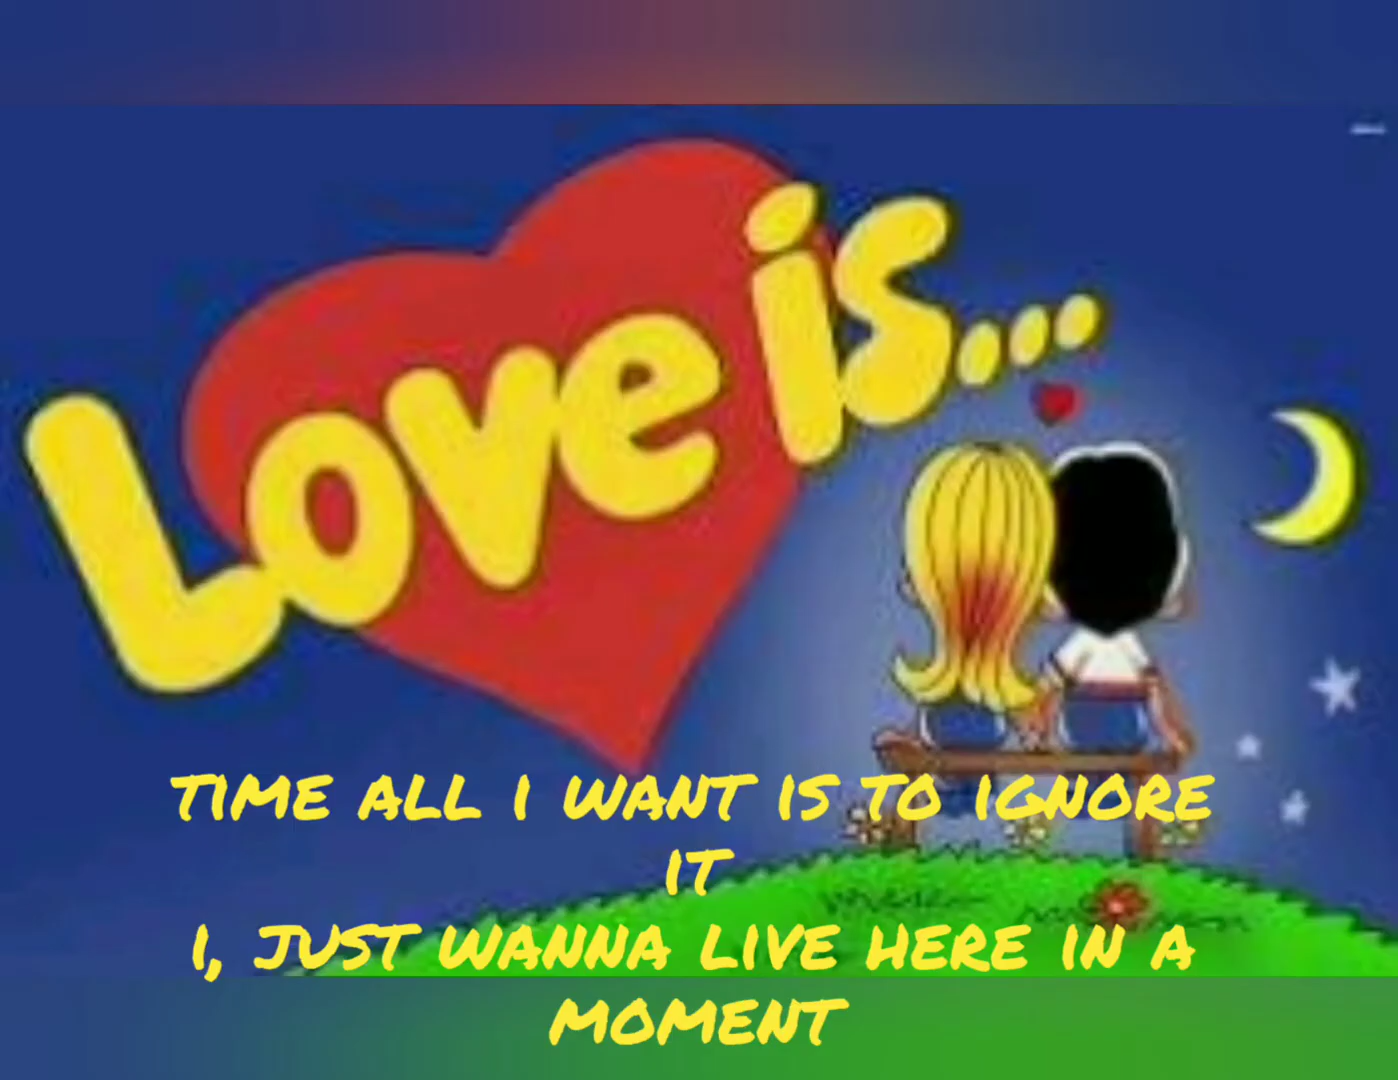 Love is...
TIME ALL I WANT IS TO IGNORE
IT
I, JUST WANNA LIVE HERE IN A
MOMENT